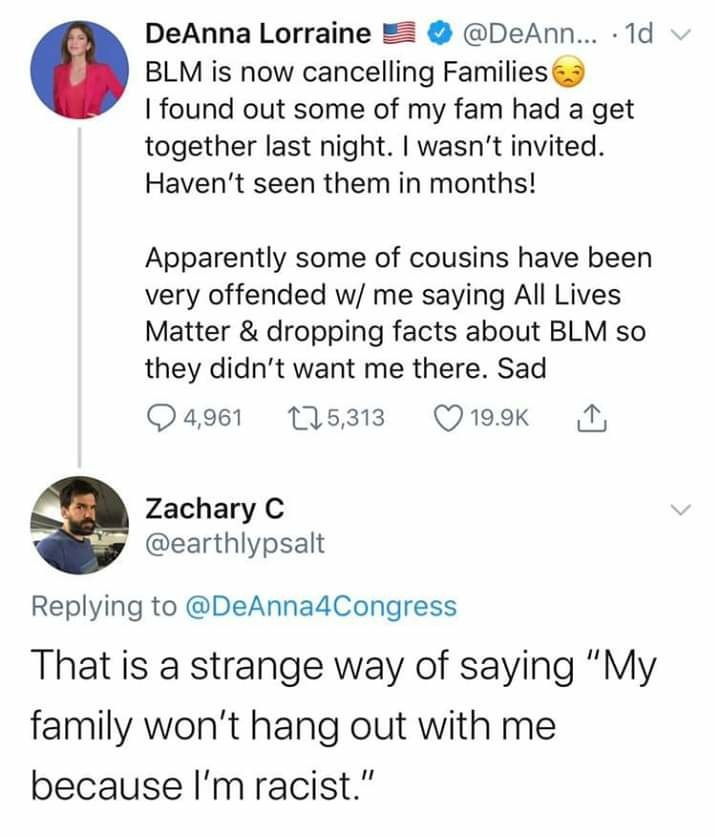 DeAnna Lorraine 🇺🇸 @DeAnn... · 1d
BLM is now cancelling Families😒
I found out some of my fam had a get
together last night. I wasn't invited.
Haven't seen them in months!
Apparently some of cousins have been
very offended w/ me saying All Lives
Matter & dropping facts about BLM so
they didn't want me there. Sad
4,961 5,313 19.9K
Zachary C
@earthlypsalt
Replying to @DeAnna4Congress
That is a strange way of saying "My
family won't hang out with me
because I'm racist."